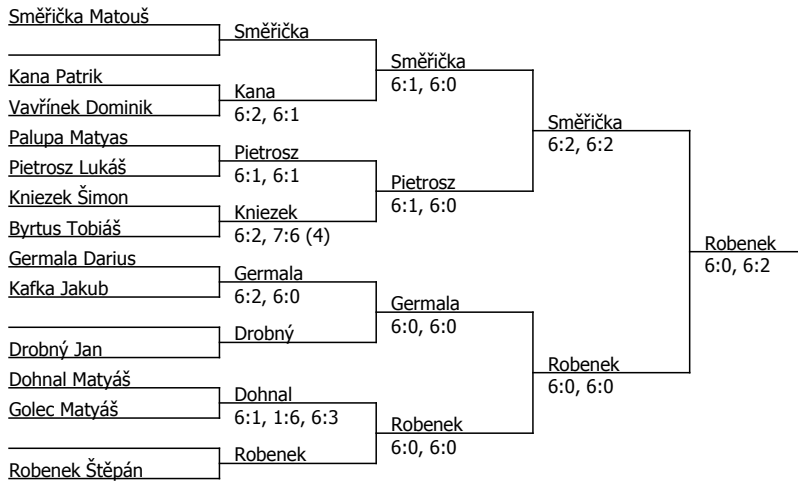 Směřička Matouš
Směřička
Směřička
6:1, 6:0
Kana Patrik
Kana
6:2, 6:1
Vavřínek Dominik
Směřička
6:2, 6:2
Palupa Matyas
Pietrosz
6:1, 6:1
Pietrosz Lukáš
Pietrosz
6:1, 6:0
Kniezek Šimon
Kniezek
6:2, 7:6 (4)
Byrtus Tobiáš
Robenek
6:0, 6:2
Germala Darius
Germala
6:2, 6:0
Kafka Jakub
Germala
6:0, 6:0
Drobný
Drobný Jan
Robenek
6:0, 6:0
Dohnal Matyáš
Dohnal
6:1, 1:6, 6:3
Golec Matyáš
Robenek
6:0, 6:0
Robenek
Robenek Štěpán